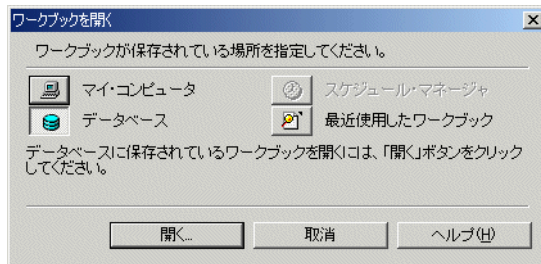 ワークブックを開く
ワークブックが保存されている場所を指定してください。
マイ・コンピュータ
スケジュール・マネージャ
データベース
最近使用したワークブック
データベースに保存されているワークブックを開くには、「開く」ボタンをクリック
してください。
開く...
取消
ヘルプ(H)